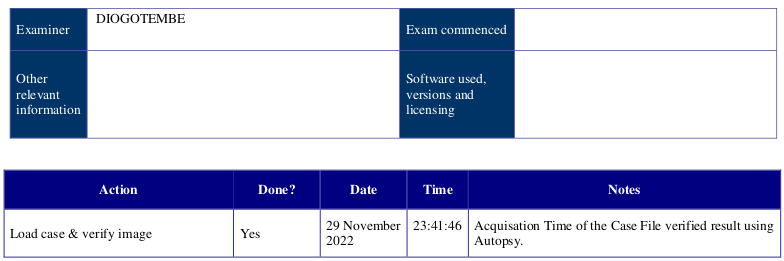 Examiner
DIOGOTEMBE
Exam commenced
Other
relevant
information
Software used,
versions and
licensing
Action
Done?
Date
Time
Notes
Load case & verify image
Yes
29 November
2022
23:41:46
Acquisation Time of the Case File verified result using
Autopsy.